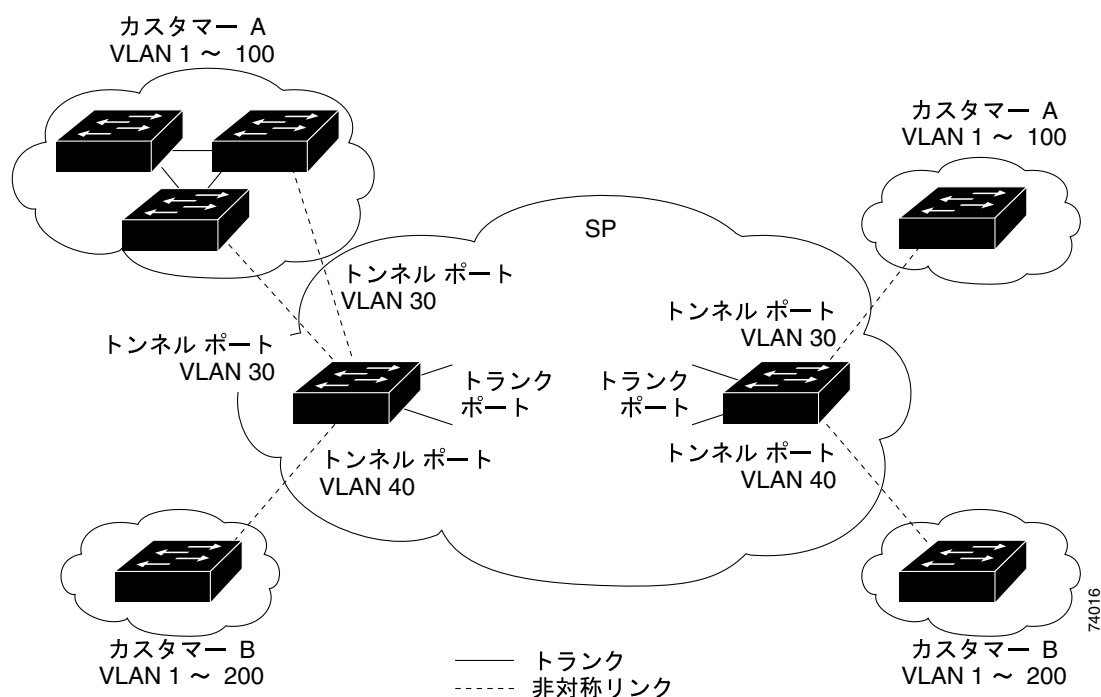 カスタマー A
VLAN 1 ～ 100
カスタマー A
VLAN 1 ～ 100
SP
トンネル ポート
VLAN 30
トンネル ポート
VLAN 30
トンネル ポート
VLAN 30
トランク
ポート
トランク
ポート
トンネル ポート
VLAN 40
トンネル ポート
VLAN 40
カスタマー B
VLAN 1 ～ 200
カスタマー B
VLAN 1 ～ 200
74016
トランク
非対称リンク